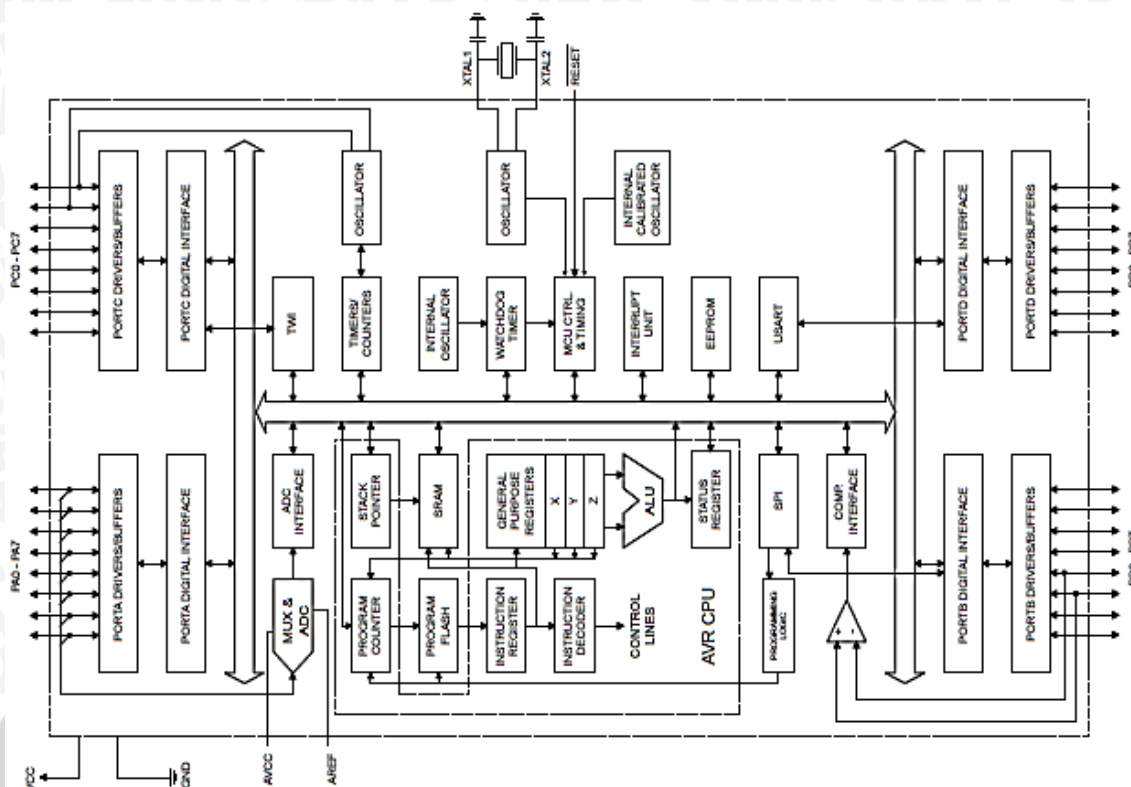 VCC
GND
PA0 - PA7
PC0 - PC7
PORTA DRIVERS/BUFFERS
PORTC DRIVERS/BUFFERS
PORTA DIGITAL INTERFACE
PORTC DIGITAL INTERFACE
AVCC
AREF
MUX &
ADC
ADC
INTERFACE
TWI
PROGRAM
COUNTER
STACK
POINTER
TIMERS/
COUNTERS
OSCILLATOR
PROGRAM
FLASH
SRAM
INTERNAL
OSCILLATOR
XTAL1
INSTRUCTION
REGISTER
GENERAL
PURPOSE
REGISTERS
X
Y
Z
WATCHDOG
TIMER
OSCILLATOR
XTAL2
INSTRUCTION
DECODER
MCU CTRL.
& TIMING
RESET
CONTROL
LINES
ALU
INTERRUPT
UNIT
INTERNAL
CALIBRATED
OSCILLATOR
AVR CPU
STATUS
REGISTER
EEPROM
PROGRAMMING
LOGIC
SPI
USART
+
-
COMP.
INTERFACE
PORTB DIGITAL INTERFACE
PORTD DIGITAL INTERFACE
PORTB DRIVERS/BUFFERS
PORTD DRIVERS/BUFFERS